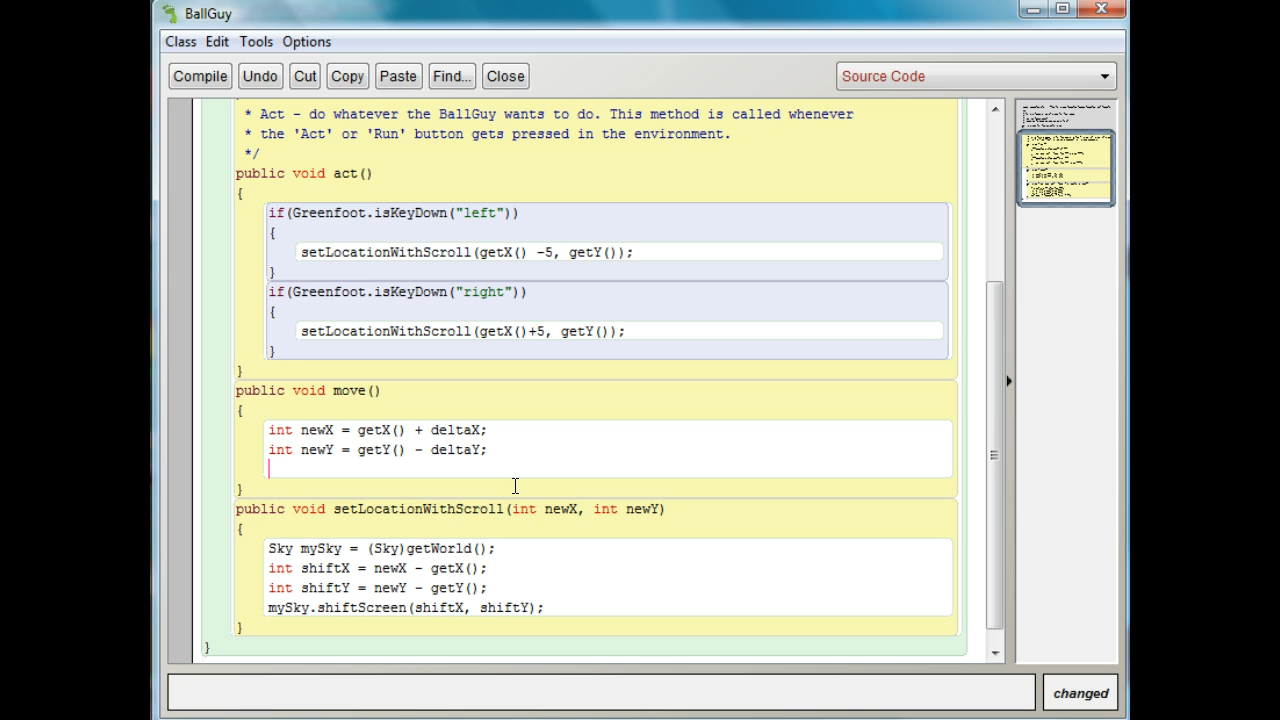 BallGuy
Class Edit Tools Options
Compile Undo Cut Copy Paste Find... Close Source Code
* Act - do whatever the BallGuy wants to do. This method is called whenever
* the 'Act' or 'Run' button gets pressed in the environment.
*/
public void act()
{
if(Greenfoot.isKeyDown("left"))
{
setLocationWithScroll(getX() -5, getY());
}
if(Greenfoot.isKeyDown("right"))
{
setLocationWithScroll(getX()+5, getY());
}
}
public void move()
{
int newX = getX() + deltaX;
int newY = getY() - deltaY;
}
public void setLocationWithScroll(int newX, int newY)
{
Sky mySky = (Sky)getWorld();
int shiftX = newX - getX();
int shiftY = newY - getY();
mySky.shiftScreen(shiftX, shiftY);
}
}
changed